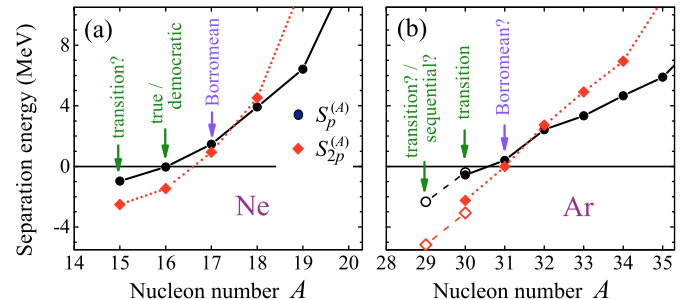 (a)
(b)
Separation energy (MeV)
8
4
0
-4
transition?
true /
democratic
Borromean
S_p^(A)
S_2p^(A)
Ne
transition? /
sequential?
transition
Borromean?
Ar
14 15 16 17 18 19 20
28 29 30 31 32 33 34 35
Nucleon number A
Nucleon number A